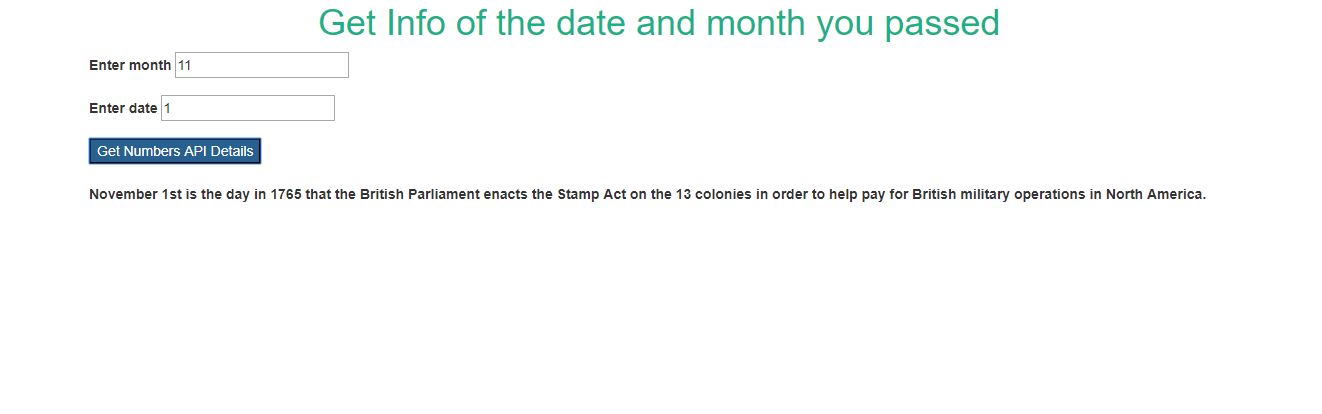 Get Info of the date and month you passed
Enter month 11
Enter date 1
Get Numbers API Details
November 1st is the day in 1765 that the British Parliament enacts the Stamp Act on the 13 colonies in order to help pay for British military operations in North America.